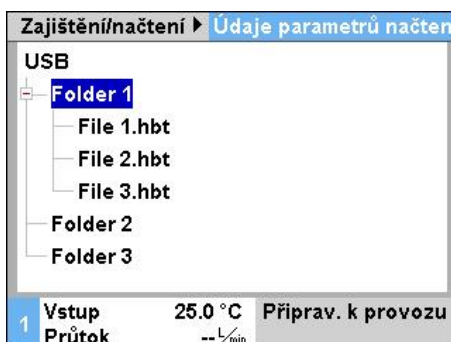 Zajištění/načtení ▶ Údaje parametrů načten
USB
Folder 1
File 1.hbt
File 2.hbt
File 3.hbt
Folder 2
Folder 3
1 Vstup 25.0 °C Připrav. k provozu
Průtok -- L/min